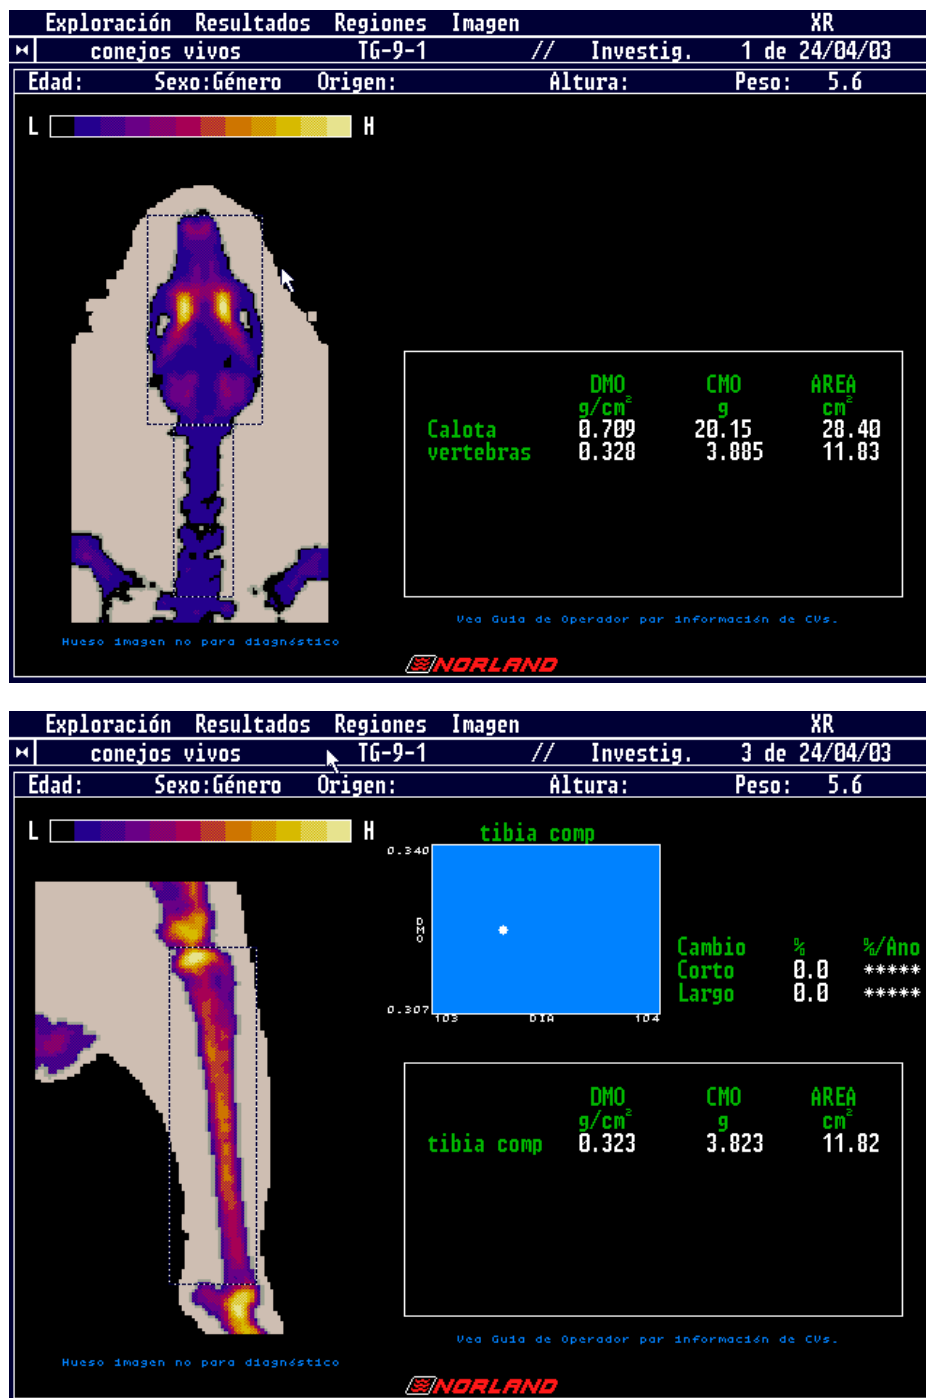 Exploración Resultados Regiones Imagen XR
conejos vivos TG-9-1 // Investig. 1 de 24/04/03
Edad: Sexo:Género Origen: Altura: Peso: 5.6
L H
DMO CMO AREA
g/cm² g cm²
Calota 0.709 20.15 28.40
vertebras 0.328 3.885 11.83
Vea Guía de Operador par información de CVs.
Hueso imagen no para diagnóstico
NORLAND
Exploración Resultados Regiones Imagen XR
conejos vivos TG-9-1 // Investig. 3 de 24/04/03
Edad: Sexo:Género Origen: Altura: Peso: 5.6
L H
tibia comp
0.340
DMO
Cambio % %/Ano
Corto 0.0 *****
Largo 0.0 *****
0.307
103 DIA 104
DMO CMO AREA
g/cm² g cm²
tibia comp 0.323 3.823 11.82
Vea Guía de Operador par información de CVs.
Hueso imagen no para diagnóstico
NORLAND